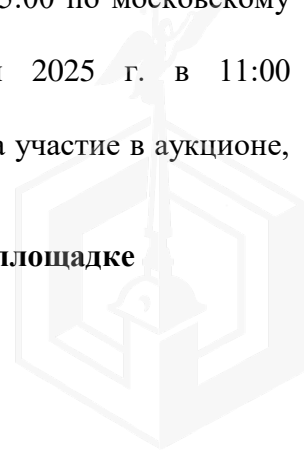 5:00 по московскому
2025 г. в 11:00
участие в аукционе,
площадке